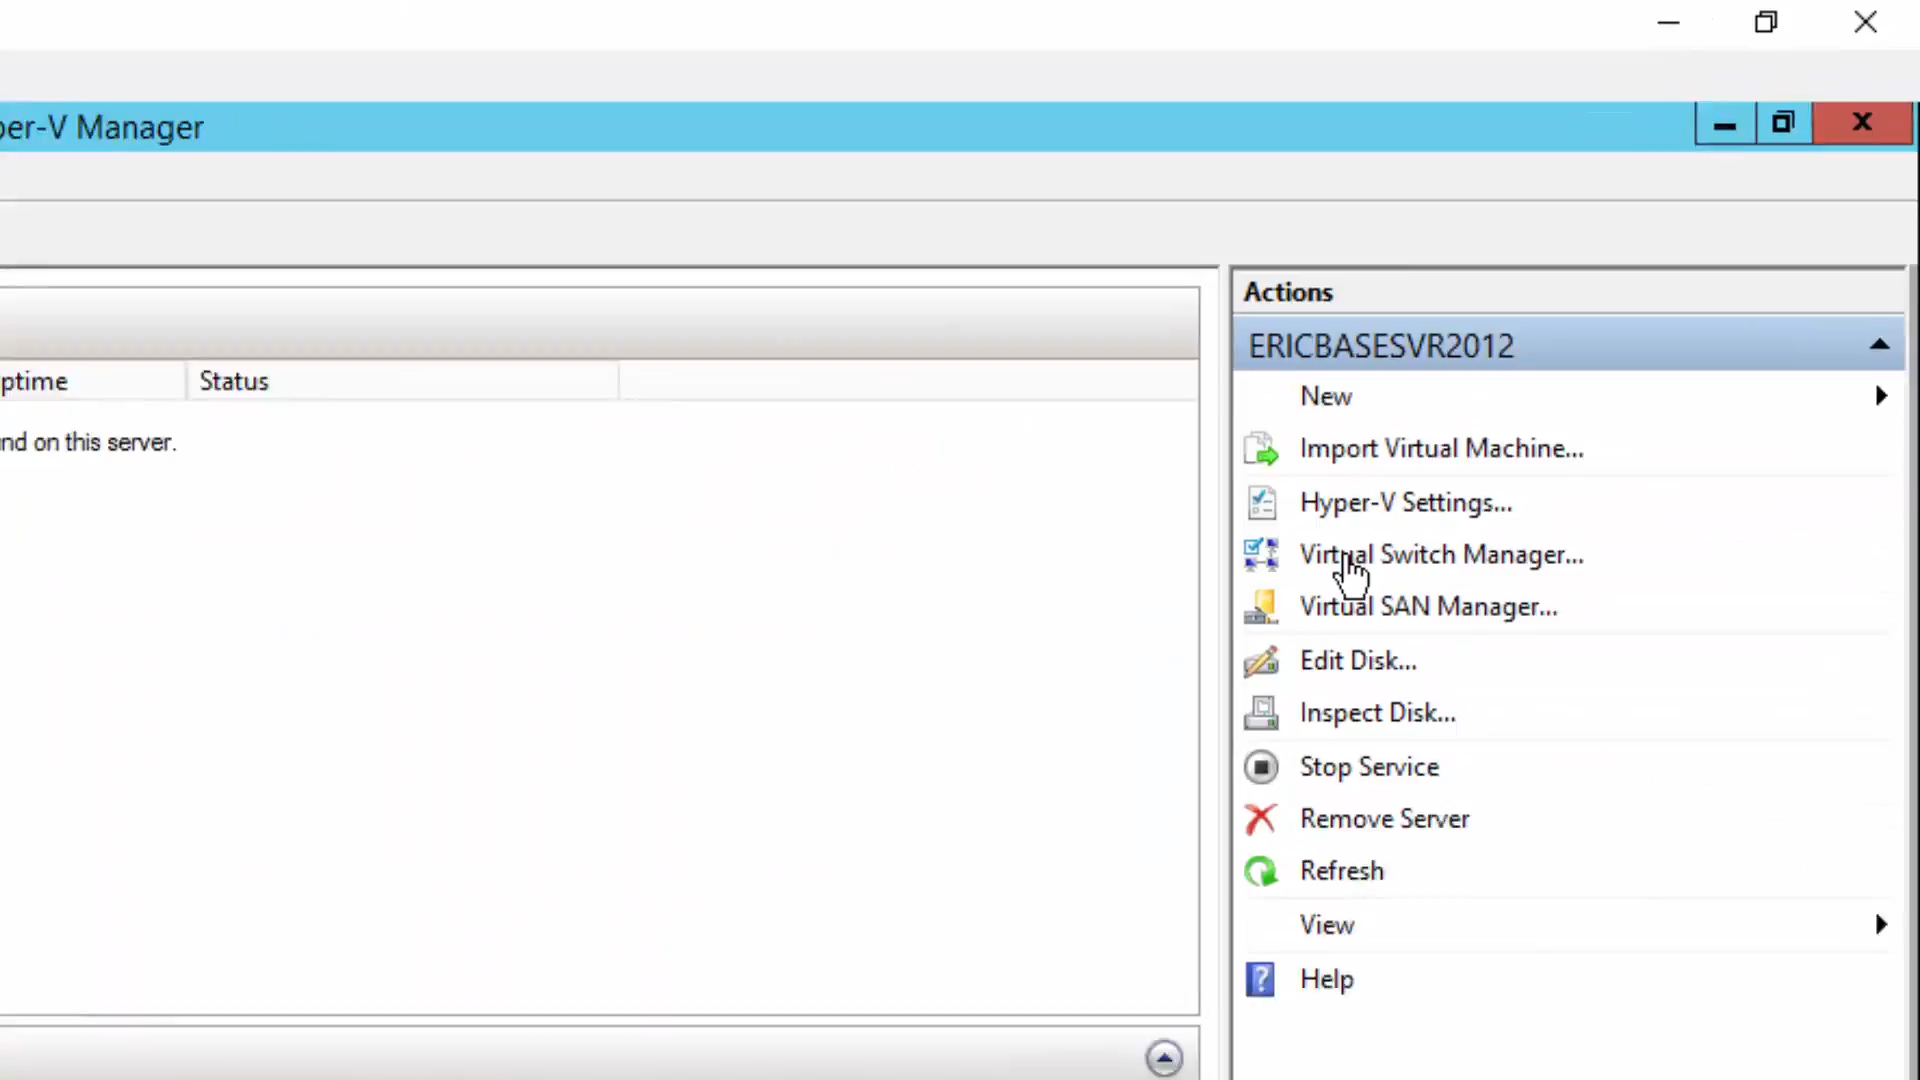 per-V Manager
Actions
ERICBASESVR2012
ptime
Status
New
nd on this server.
Import Virtual Machine...
Hyper-V Settings...
Virtual Switch Manager...
Virtual SAN Manager...
Edit Disk...
Inspect Disk...
Stop Service
Remove Server
Refresh
View
Help